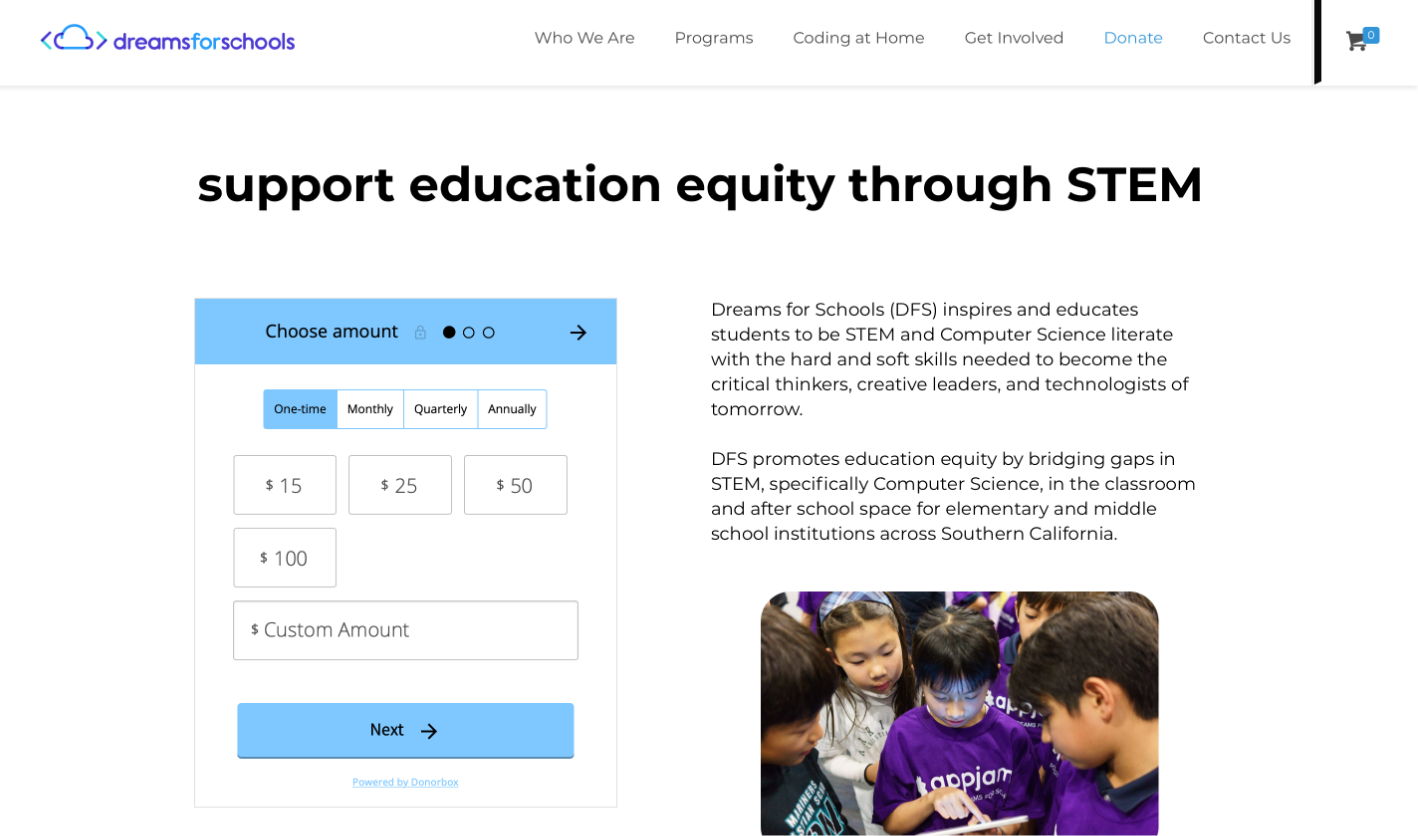 dreamsforschools
Who We Are
Programs
Coding at Home
Get Involved
Donate
Contact Us
0
support education equity through STEM
Choose amount
One-time
Monthly
Quarterly
Annually
$ 15
$ 25
$ 50
$ 100
$ Custom Amount
Next
Powered by Donorbox
Dreams for Schools (DFS) inspires and educates
students to be STEM and Computer Science literate
with the hard and soft skills needed to become the
critical thinkers, creative leaders, and technologists of
tomorrow.
DFS promotes education equity by bridging gaps in
STEM, specifically Computer Science, in the classroom
and after school space for elementary and middle
school institutions across Southern California.
appjam